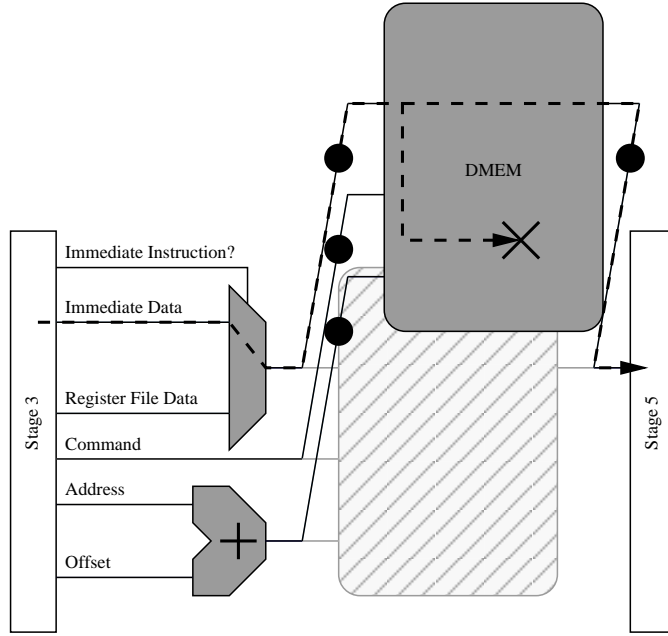 DMEM
Immediate Instruction?
Immediate Data
Register File Data
Command
Address
Offset
Stage 3
Stage 5